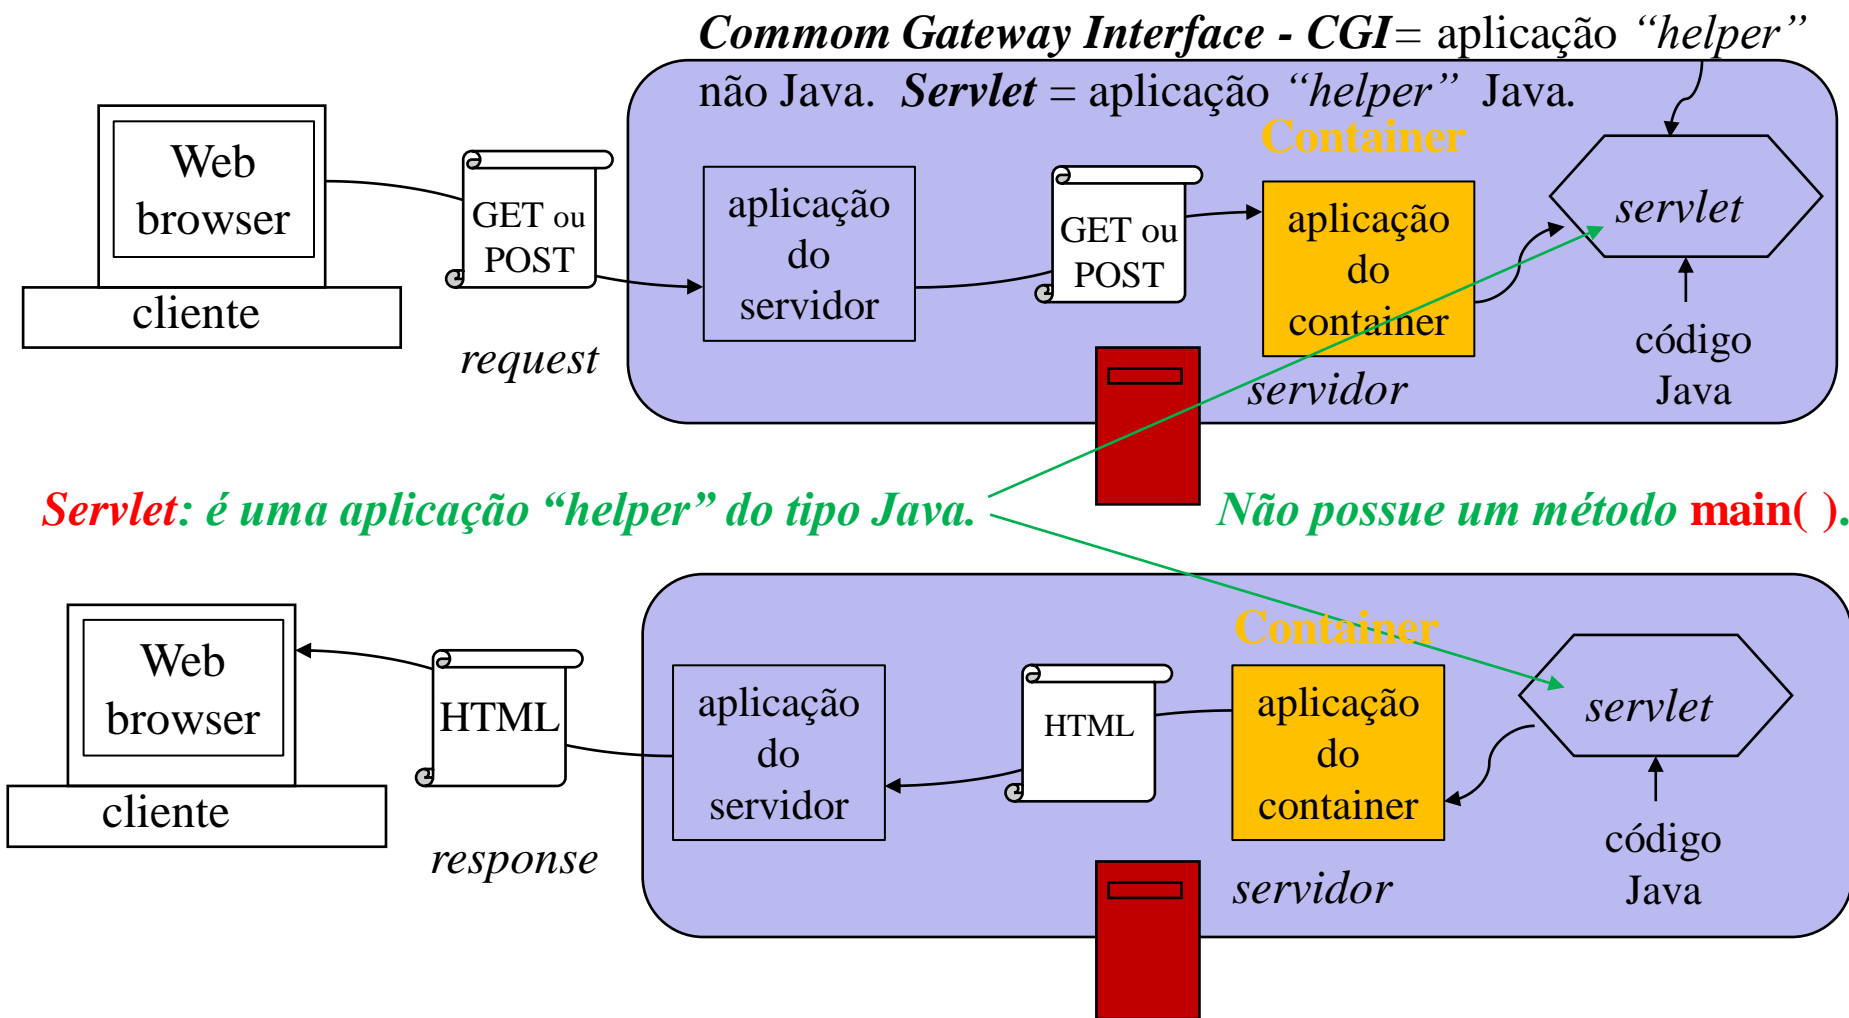 Commom Gateway Interface - CGI= aplicação “helper”
não Java. Servlet = aplicação “helper” Java.
Container
Web
browser
cliente
GET ou
POST
request
aplicação
do
servidor
GET ou
POST
aplicação
do
container
servlet
código
Java
servidor
Servlet: é uma aplicação “helper” do tipo Java.
Não possue um método main( ).
Container
Web
browser
cliente
HTML
response
aplicação
do
servidor
HTML
aplicação
do
container
servlet
código
Java
servidor